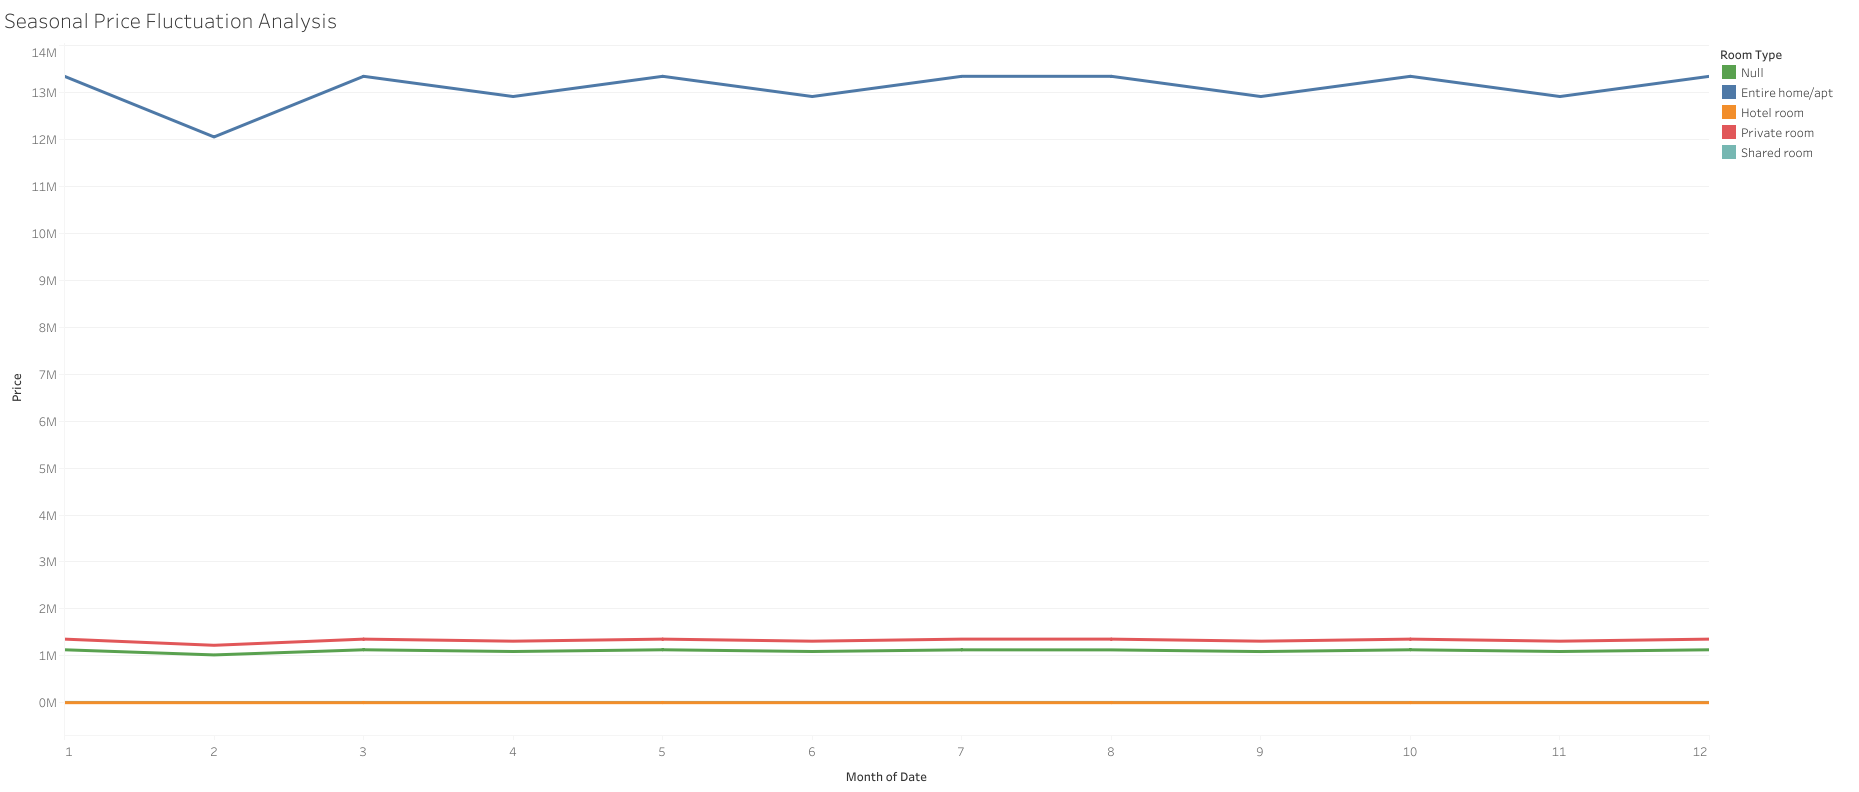 Seasonal Price Fluctuation Analysis
14M
13M
12M
11M
10M
9M
8M
7M
6M
5M
4M
3M
2M
1M
0M
Price
1 2 3 4 5 6 7 8 9 10 11 12
Month of Date
Room Type
Null
Entire home/apt
Hotel room
Private room
Shared room